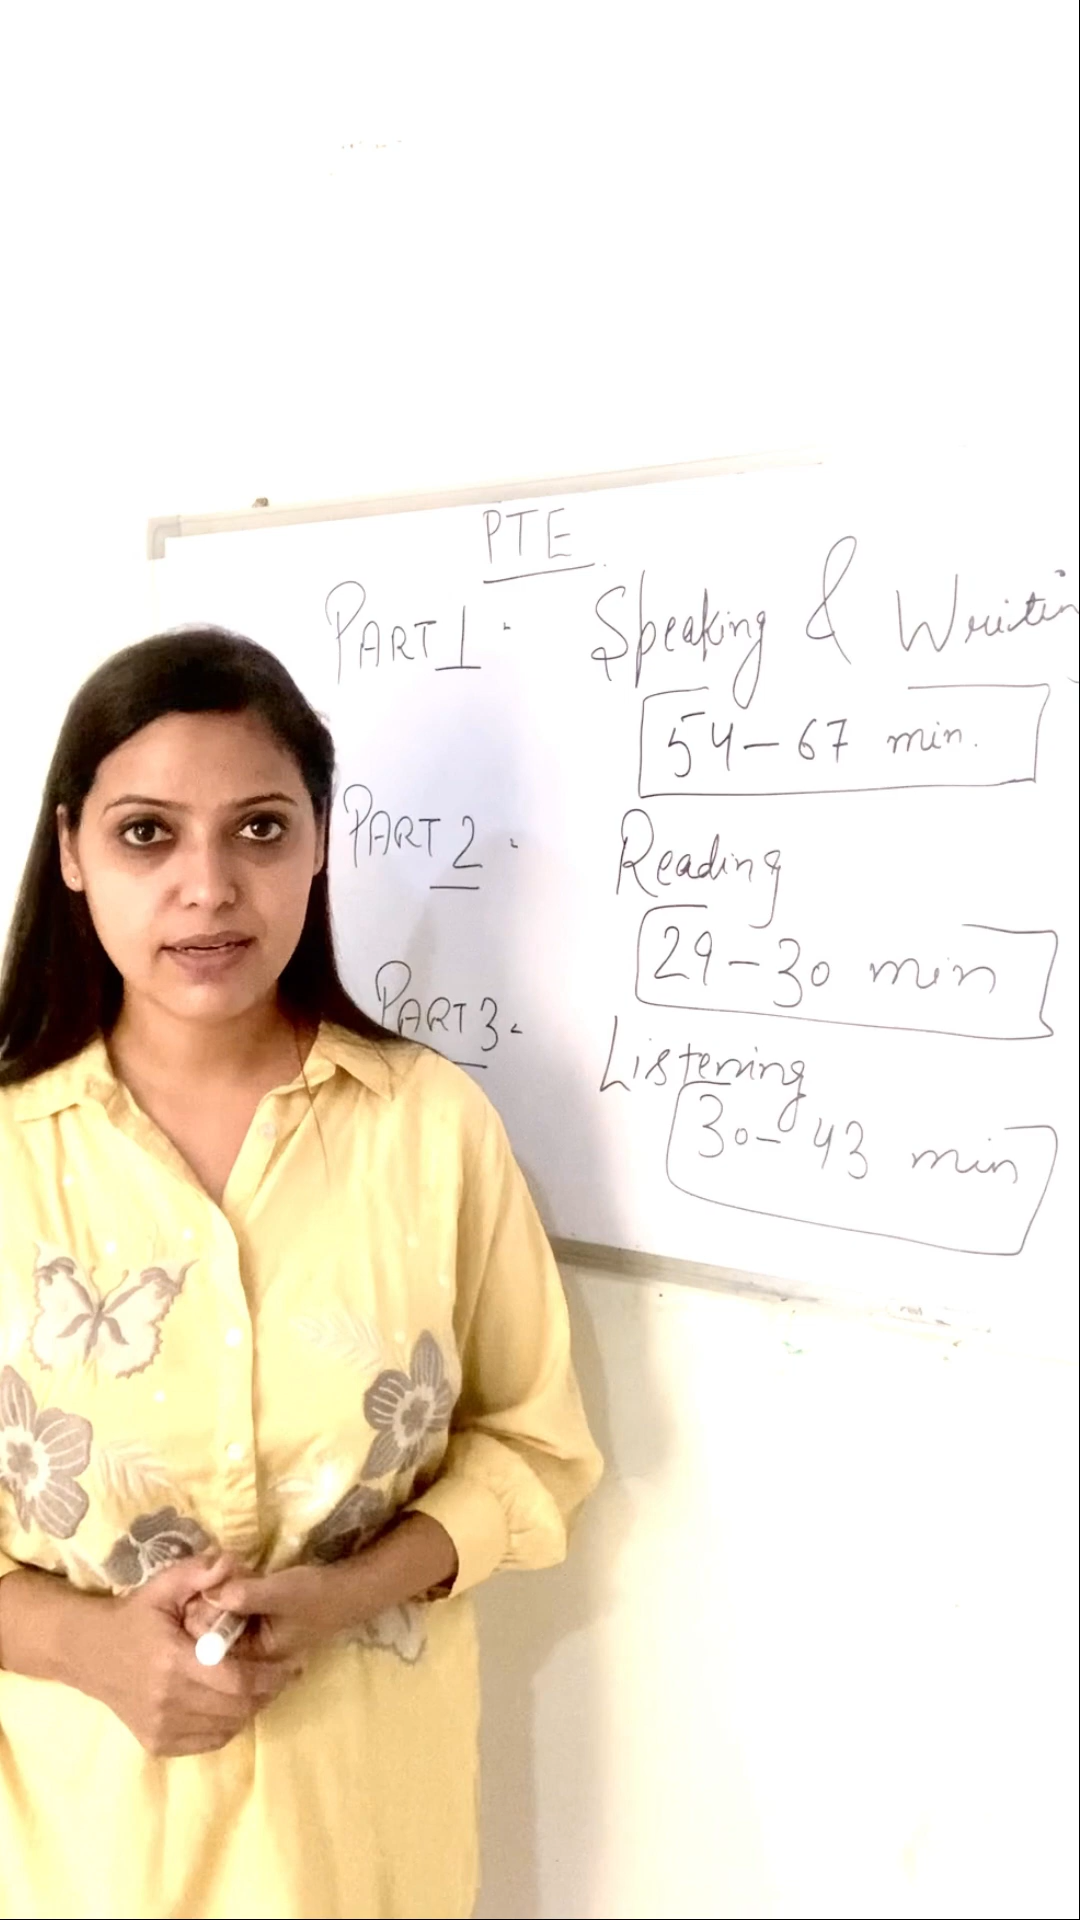 PTE
PART 1. Speaking & Writin
54-67 min.
PART 2. Reading
29-30 min
PART 3. Listening
30-43 min